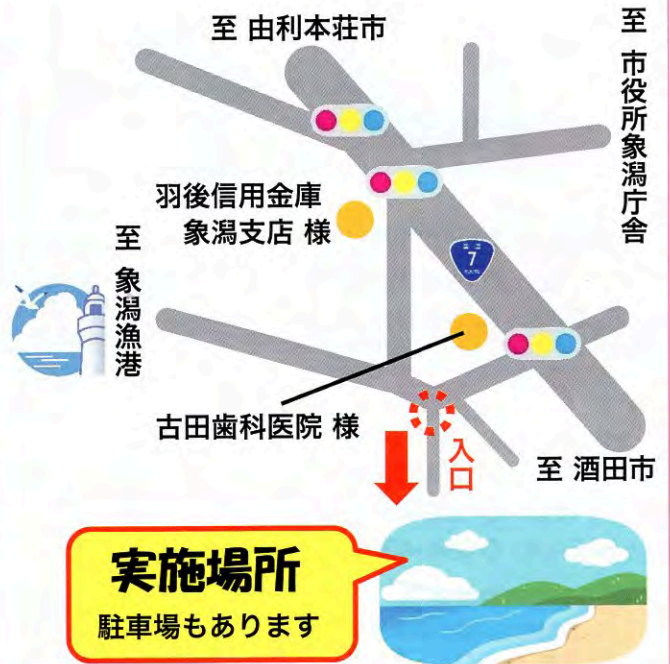 至 由利本荘市
至 市役所象潟庁舎
羽後信用金庫
象潟支店 様
至 象潟漁港
7
古田歯科医院 様
入口
至 酒田市
実施場所
駐車場もあります